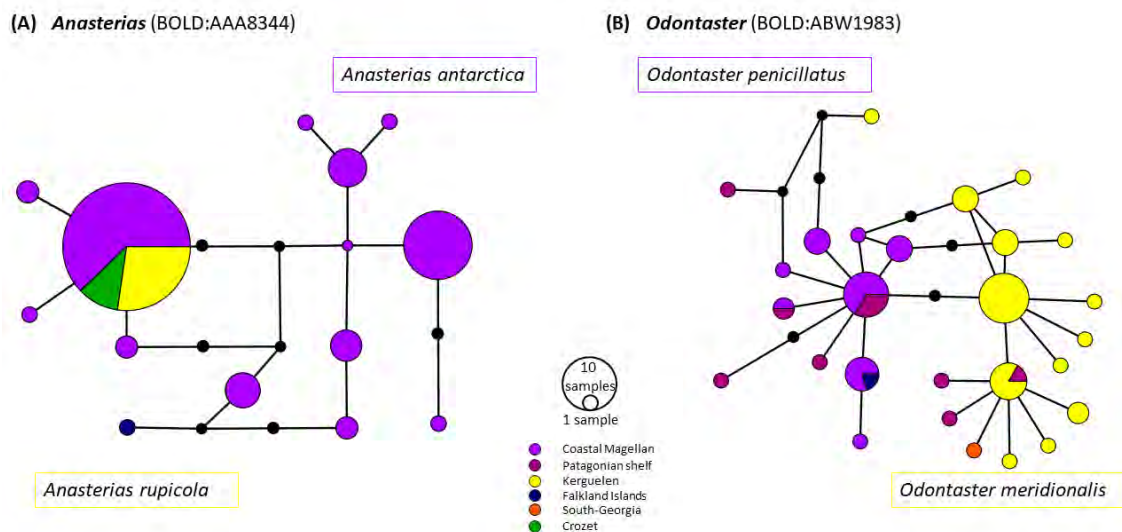 (A) Anasterias (BOLD:AAA8344)
(B) Odontaster (BOLD:ABW1983)
Anasterias antarctica
Odontaster penicillatus
10
samples
1 sample
Coastal Magellan
Patagonian shelf
Kerguelen
Falkland Islands
South-Georgia
Crozet
Anasterias rupicola
Odontaster meridionalis